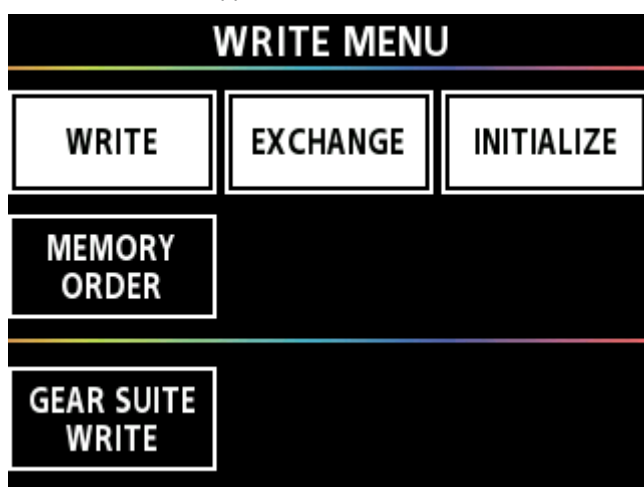 WRITE MENU
WRITE
EXCHANGE
INITIALIZE
MEMORY
ORDER
GEAR SUITE
WRITE